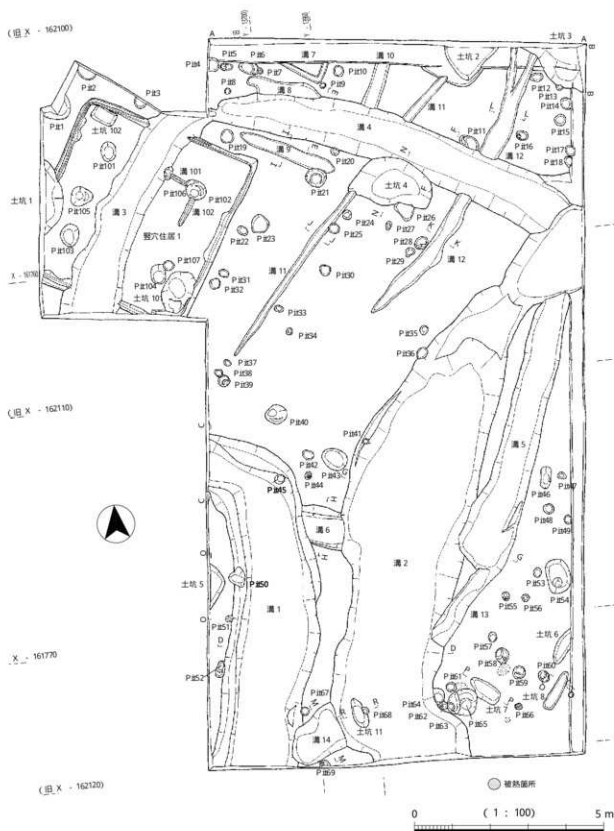 (旧 X - 162100)
A
土坑 3
A
B
B
Pit5
Pit6
溝 7
溝 10
土坑 2
Pit4
Pit7
Pit10
Pit12
Pit13
Pit14
Pit8
Pit9
溝 8
溝 11
Pit2
Pit3
Pit1
土坑 102
溝 4
Pit11
Pit16
Pit15
Pit19
溝 9
Pit20
溝 12
Pit17
Pit18
Pit101
溝 101
Pit106
Pit102
Pit21
土坑 4
土坑 1
Pit105
溝 3
溝 102
Pit24
Pit26
Pit22
Pit23
Pit25
Pit27
Pit28
Pit103
竪穴住居 1
Pit29
溝 12
溝 11
Pit107
Pit104
土坑 101
Pit31
Pit32
Pit30
Pit33
Pit34
Pit35
Pit36
Pit37
Pit38
Pit39
(旧 X - 162110)
Pit40
Pit41
溝 5
Pit42
Pit43
Pit44
Pit45
Pit46
Pit47
Pit48
Pit49
溝 6
溝 2
土坑 5
Pit50
溝 1
Pit53
Pit54
Pit55
Pit56
溝 13
Pit51
Pit57
土坑 6
X - 161770
Pit52
Pit58
Pit59
Pit60
Pit61
土坑 8
Pit67
Pit64
Pit62
Pit63
土坑 7
Pit65
Pit66
Pit68
土坑 11
溝 14
Pit69
(旧 X - 162120)
被熱箇所
0
(1:100)
5 m